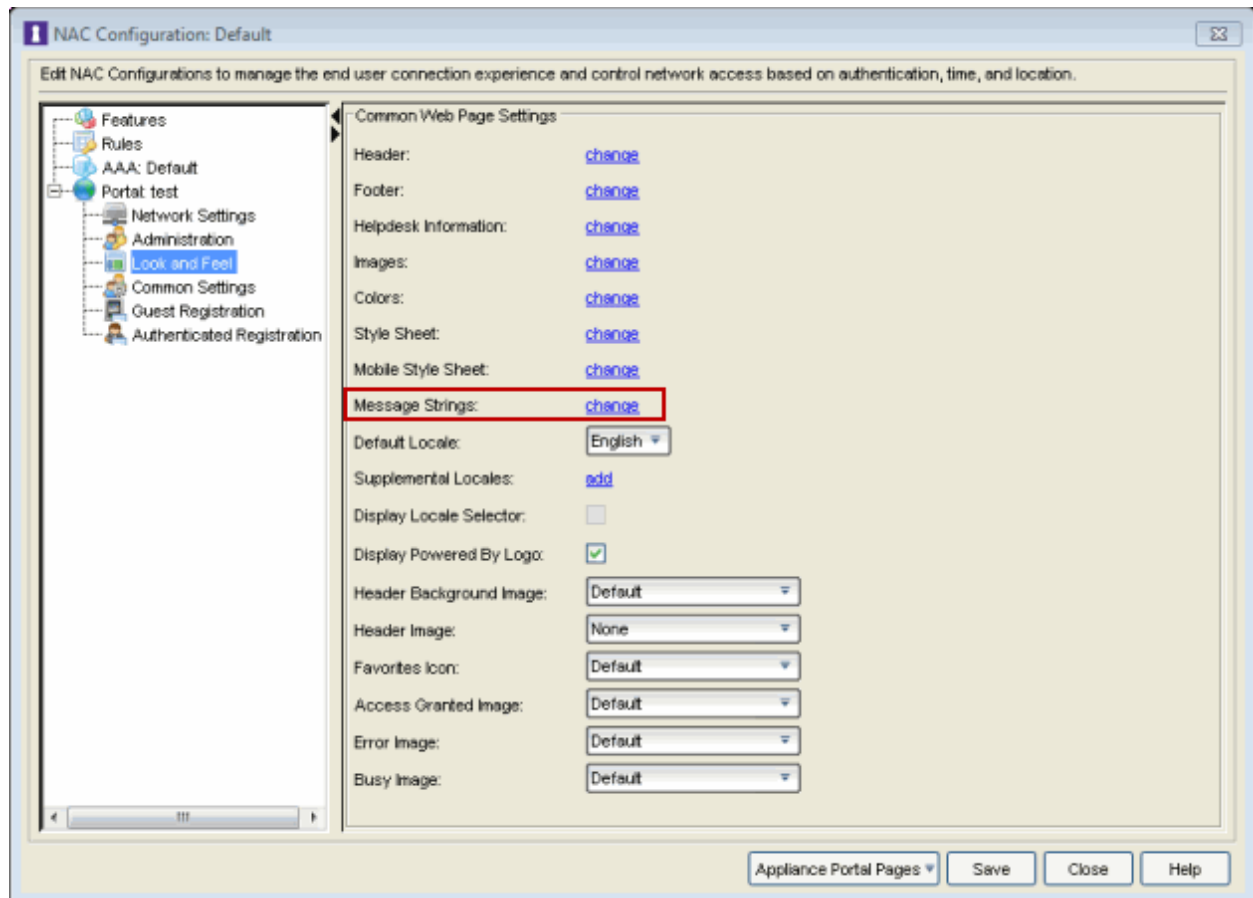 NAC Configuration: Default
Edit NAC Configurations to manage the end user connection experience and control network access based on authentication, time, and location.
Features
Rules
AAA: Default
Portal: test
Network Settings
Administration
Look and Feel
Common Settings
Guest Registration
Authenticated Registration
Common Web Page Settings
Header: change
Footer: change
Helpdesk Information: change
Images: change
Colors: change
Style Sheet: change
Mobile Style Sheet: change
Message Strings: change
Default Locale: English
Supplemental Locales: add
Display Locale Selector:
Display Powered By Logo:
Header Background Image: Default
Header Image: None
Favorites Icon: Default
Access Granted Image: Default
Error Image: Default
Busy Image: Default
Appliance Portal Pages Save Close Help